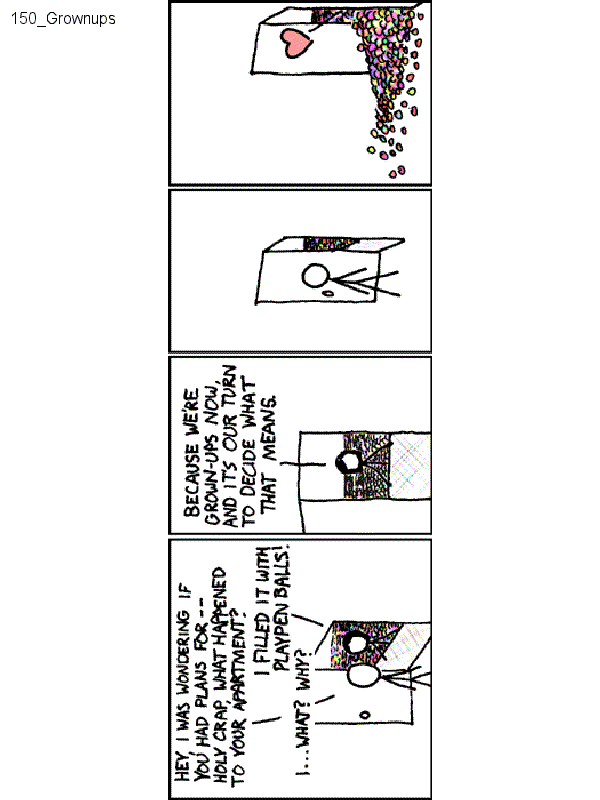 150_Grownups
HEY, I WAS WONDERING IF
YOU HAD PLANS FOR --
HOLY CRAP, WHAT HAPPENED
TO YOUR APARTMENT?
I FILLED IT WITH
PLAYPEN BALLS!
I...WHAT? WHY?
BECAUSE WE'RE
GROWN-UPS NOW,
AND IT'S OUR TURN
TO DECIDE WHAT
THAT MEANS.